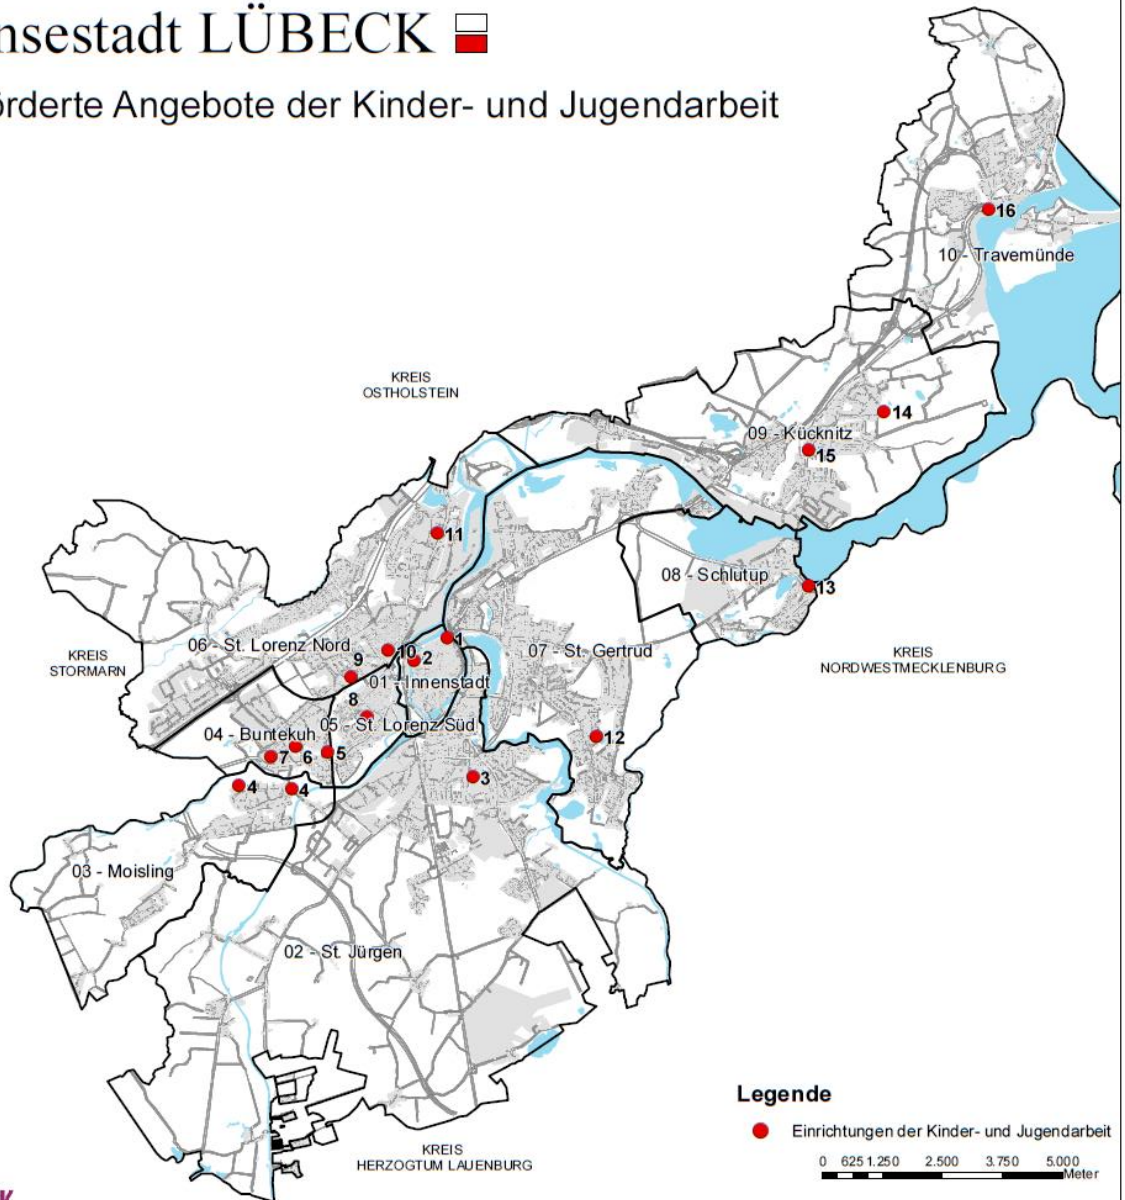 nsestadt LÜBECK
örderte Angebote der Kinder- und Jugendarbeit
16
10 - Travemünde
KREIS
OSTHOLSTEIN
14
09 - Kücknitz
15
11
08 - Schlutup
13
06 - St. Lorenz Nord
10
1
2
07 - St. Gertrud
KREIS
STORMARN
KREIS
NORDWESTMECKLENBURG
9
01 - Innenstadt
8
05 - St. Lorenz Süd
04 - Buntekuh
12
7
6
5
3
4
4
03 - Moisling
02 - St. Jürgen
KREIS
HERZOGTUM LAUENBURG
Legende
Einrichtungen der Kinder- und Jugendarbeit
0 625 1.250 2.500 3.750 5.000
Meter